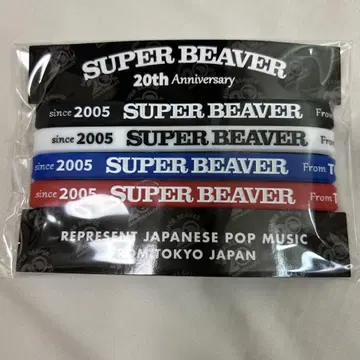 SUPER BEAVER
20th Anniversary
since 2005 SUPER BEAVER From
since 2005 SUPER BEAVER From
since 2005 SUPER BEAVER From T
since 2005 SUPER BEAVER From T
REPRESENT JAPANESE POP MUSIC
FROM TOKYO JAPAN